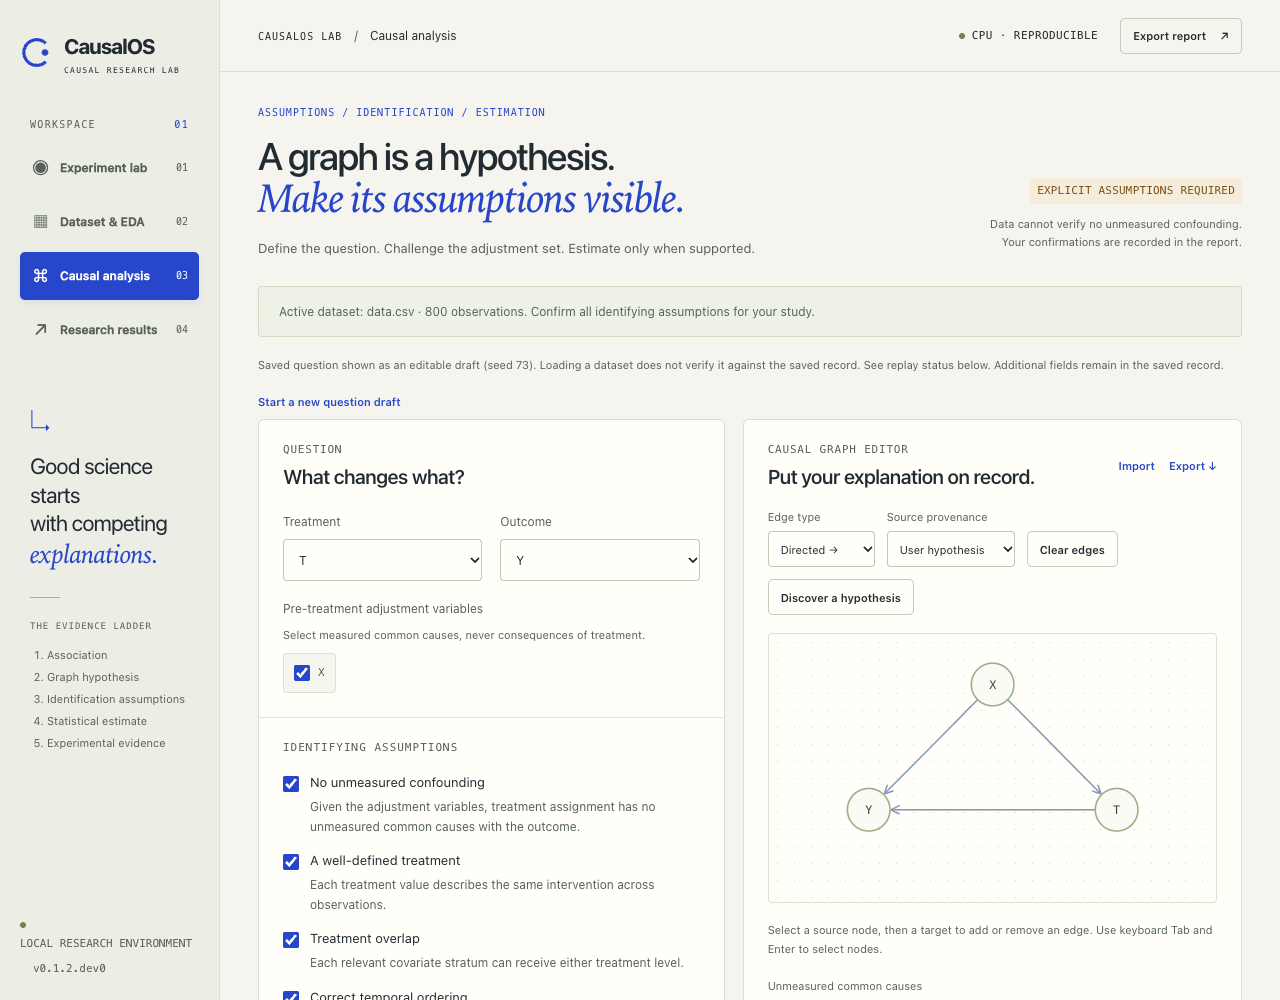 CausalOS
CAUSAL RESEARCH LAB
WORKSPACE 01
Experiment lab 01
Dataset & EDA 02
Causal analysis 03
Research results 04
Good science
starts
with competing
explanations.
THE EVIDENCE LADDER
1. Association
2. Graph hypothesis
3. Identification assumptions
4. Statistical estimate
5. Experimental evidence
LOCAL RESEARCH ENVIRONMENT
v0.1.2.dev0
CAUSALOS LAB / Causal analysis
CPU · REPRODUCIBLE
Export report ↗
ASSUMPTIONS / IDENTIFICATION / ESTIMATION
A graph is a hypothesis.
Make its assumptions visible.
Define the question. Challenge the adjustment set. Estimate only when supported.
EXPLICIT ASSUMPTIONS REQUIRED
Data cannot verify no unmeasured confounding.
Your confirmations are recorded in the report.
Active dataset: data.csv · 800 observations. Confirm all identifying assumptions for your study.
Saved question shown as an editable draft (seed 73). Loading a dataset does not verify it against the saved record. See replay status below. Additional fields remain in the saved record.
Start a new question draft
QUESTION
What changes what?
Treatment Outcome
T Y
Pre-treatment adjustment variables
Select measured common causes, never consequences of treatment.
X
IDENTIFYING ASSUMPTIONS
No unmeasured confounding
Given the adjustment variables, treatment assignment has no
unmeasured common causes with the outcome.
A well-defined treatment
Each treatment value describes the same intervention across
observations.
Treatment overlap
Each relevant covariate stratum can receive either treatment level.
Correct temporal ordering
CAUSAL GRAPH EDITOR
Put your explanation on record.
Import Export ↓
Edge type Source provenance
Directed → User hypothesis Clear edges
Discover a hypothesis
X
Y T
Select a source node, then a target to add or remove an edge. Use keyboard Tab and
Enter to select nodes.
Unmeasured common causes